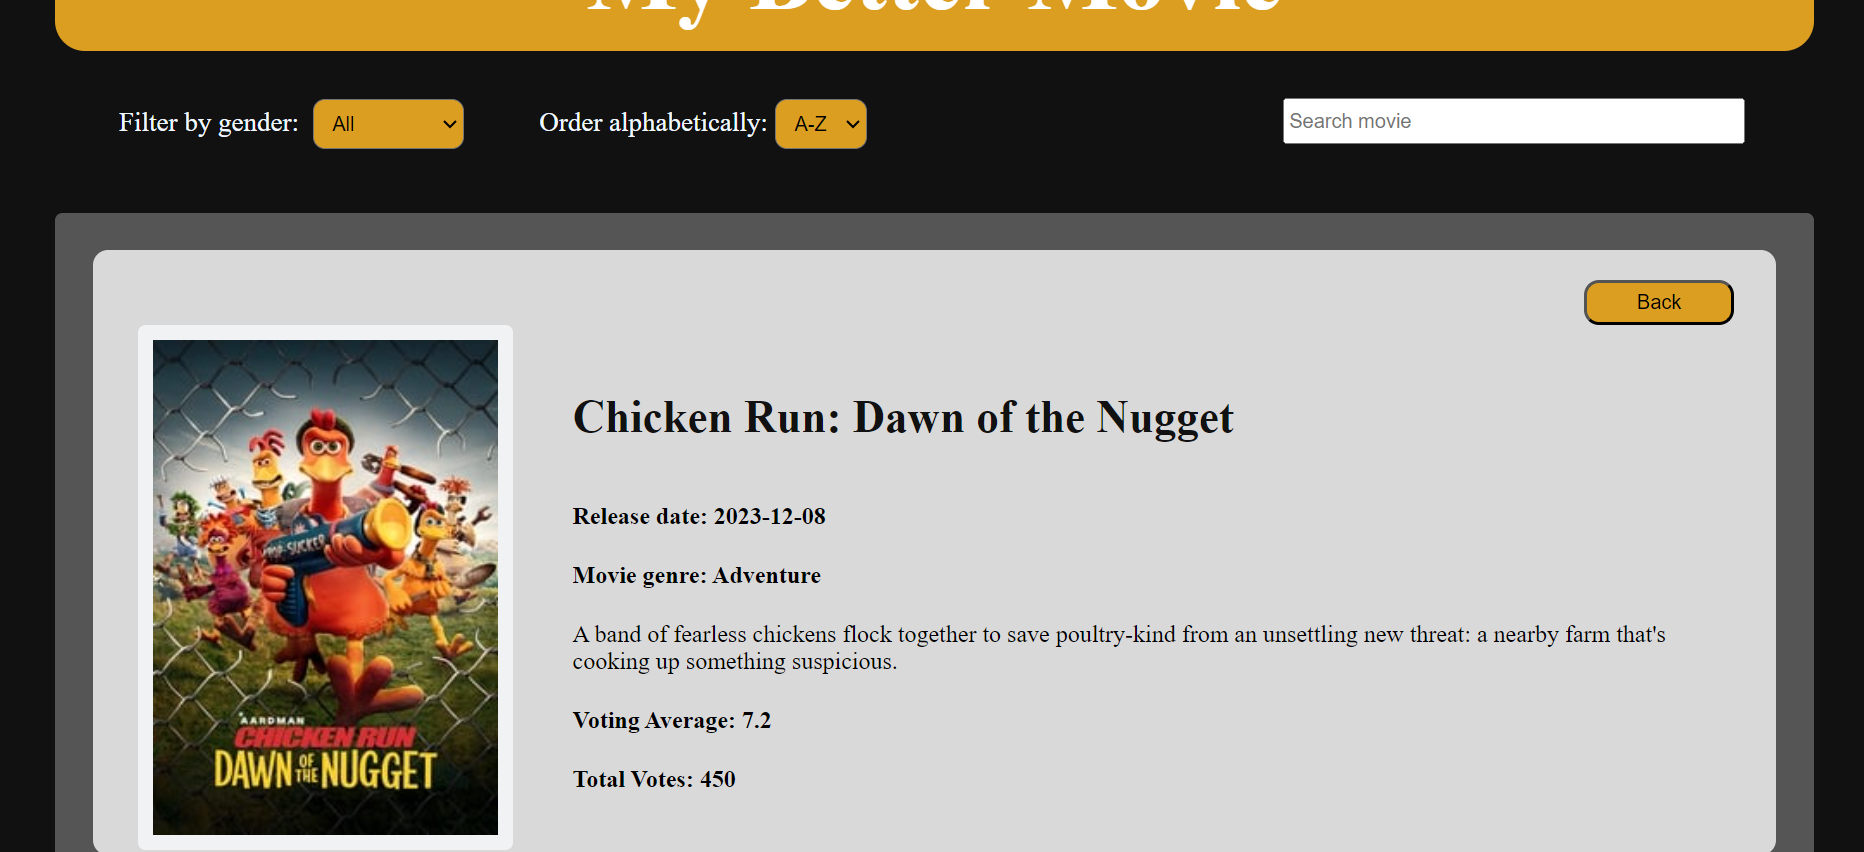 My Better Movie
Filter by gender: All
Order alphabetically: A-Z
Search movie
Back
Chicken Run: Dawn of the Nugget
Release date: 2023-12-08
Movie genre: Adventure
A band of fearless chickens flock together to save poultry-kind from an unsettling new threat: a nearby farm that's
cooking up something suspicious.
Voting Average: 7.2
Total Votes: 450
AARDMAN
CHICKEN RUN
DAWN OF THE NUGGET